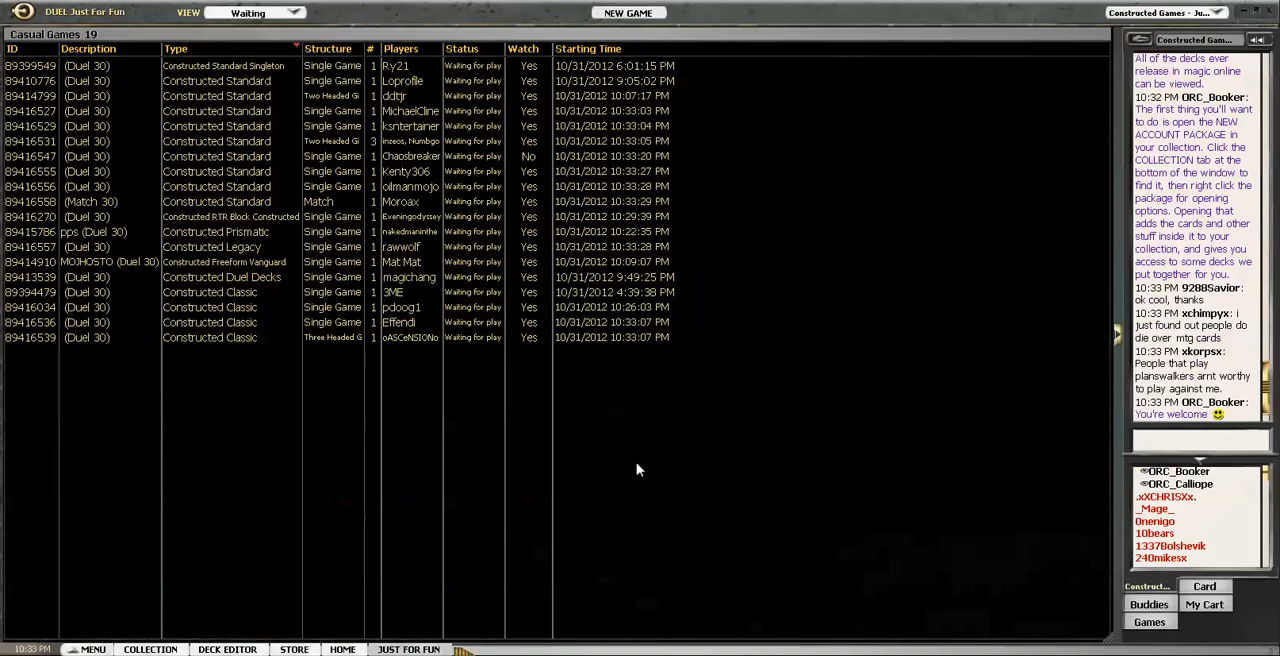 DUEL Just For Fun VIEW Waiting NEW GAME Constructed Games - Ju...
Casual Games 19
ID Description Type Structure # Players Status Watch Starting Time
89399549 (Duel 30) Constructed Standard Singleton Single Game 1 Ry21 Waiting for play Yes 10/31/2012 6:01:15 PM
89410776 (Duel 30) Constructed Standard Single Game 1 Loprofile Waiting for play Yes 10/31/2012 9:05:02 PM
89414799 (Duel 30) Constructed Standard Two Headed Gi 1 ddtjr Waiting for play Yes 10/31/2012 10:07:17 PM
89416527 (Duel 30) Constructed Standard Single Game 1 MichaelCline Waiting for play Yes 10/31/2012 10:33:03 PM
89416529 (Duel 30) Constructed Standard Single Game 1 ksntertainer Waiting for play Yes 10/31/2012 10:33:04 PM
89416531 (Duel 30) Constructed Standard Two Headed Gi 3 inzeos, Numbgo Waiting for play Yes 10/31/2012 10:33:05 PM
89416547 (Duel 30) Constructed Standard Single Game 1 Chaosbreaker Waiting for play No 10/31/2012 10:33:20 PM
89416555 (Duel 30) Constructed Standard Single Game 1 Kenty306 Waiting for play Yes 10/31/2012 10:33:27 PM
89416556 (Duel 30) Constructed Standard Single Game 1 oilmanmojo Waiting for play Yes 10/31/2012 10:33:28 PM
89416558 (Match 30) Constructed Standard Match 1 Moroax Waiting for play Yes 10/31/2012 10:33:29 PM
89416270 (Duel 30) Constructed RTR Block Constructed Single Game 1 Eveningodyssey Waiting for play Yes 10/31/2012 10:29:39 PM
89415786 pps (Duel 30) Constructed Prismatic Single Game 1 nakedmaninthe Waiting for play Yes 10/31/2012 10:22:35 PM
89416557 (Duel 30) Constructed Legacy Single Game 1 rawwolf Waiting for play Yes 10/31/2012 10:33:28 PM
89414910 MOJHOSTO (Duel 30) Constructed Freeform Vanguard Single Game 1 Mat Mat Waiting for play Yes 10/31/2012 10:09:07 PM
89413539 (Duel 30) Constructed Duel Decks Single Game 1 magichang Waiting for play Yes 10/31/2012 9:49:25 PM
89394479 (Duel 30) Constructed Classic Single Game 1 3ME Waiting for play Yes 10/31/2012 4:39:38 PM
89416034 (Duel 30) Constructed Classic Single Game 1 pdoog1 Waiting for play Yes 10/31/2012 10:26:03 PM
89416536 (Duel 30) Constructed Classic Single Game 1 Effendi Waiting for play Yes 10/31/2012 10:33:07 PM
89416539 (Duel 30) Constructed Classic Three Headed G 1 oASCeNSIONo Waiting for play Yes 10/31/2012 10:33:07 PM
Constructed Gam...
All of the decks ever
release in magic online
can be viewed.
10:32 PM ORC_Booker:
The first thing you'll want
to do is open the NEW
ACCOUNT PACKAGE in
your collection. Click the
COLLECTION tab at the
bottom of the window to
find it, then right click the
package for opening
options. Opening that
adds the cards and other
stuff inside it to your
collection, and gives you
access to some decks we
put together for you.
10:33 PM 9288Savior:
ok cool, thanks
10:33 PM xchimpyx: i
just found out people do
die over mtg cards
10:33 PM xkorpsx:
People that play
planswalkers arnt worthy
to play against me.
10:33 PM ORC_Booker:
You're welcome
ORC_Booker
ORC_Calliope
.xXCHRISXx.
_Mage_
0nenigo
10bears
1337Bolshevik
240mikesx
Construct... Card
Buddies My Cart
Games
10:33 PM MENU COLLECTION DECK EDITOR STORE HOME JUST FOR FUN